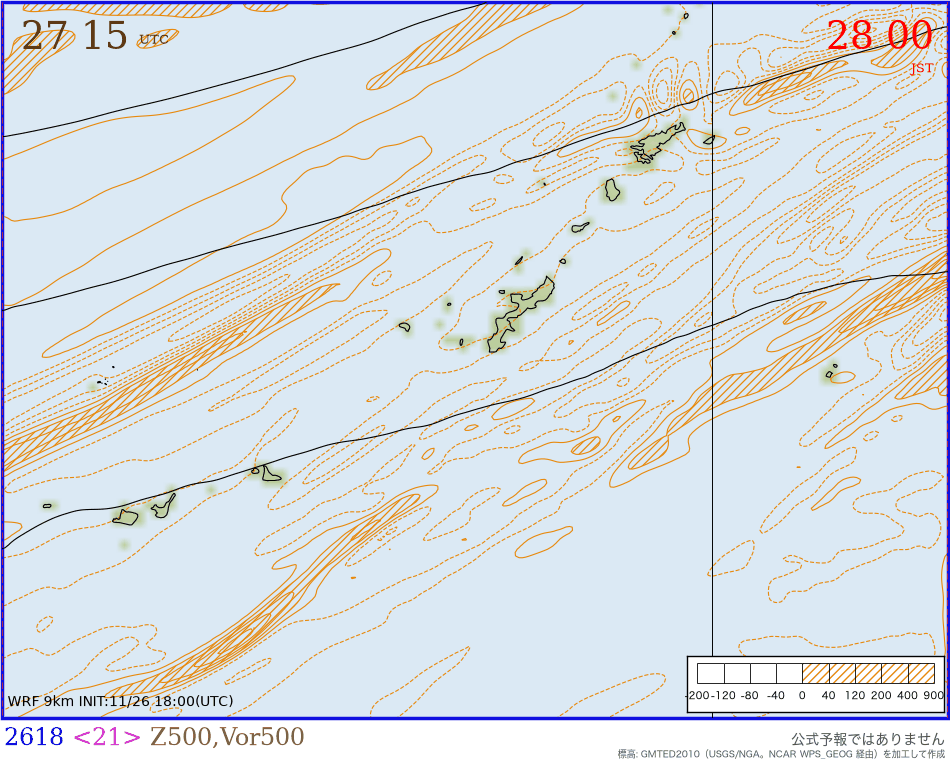 27 15 UTC
28 00
JST
WRF 9km INIT:11/26 18:00(UTC)
-200 -120 -80 -40 0 40 120 200 400 900
2618 <21> Z500,Vor500
公式予報ではありません
標高: GMTED2010（USGS/NGA。NCAR WPS_GEOG 経由）を加工して作成